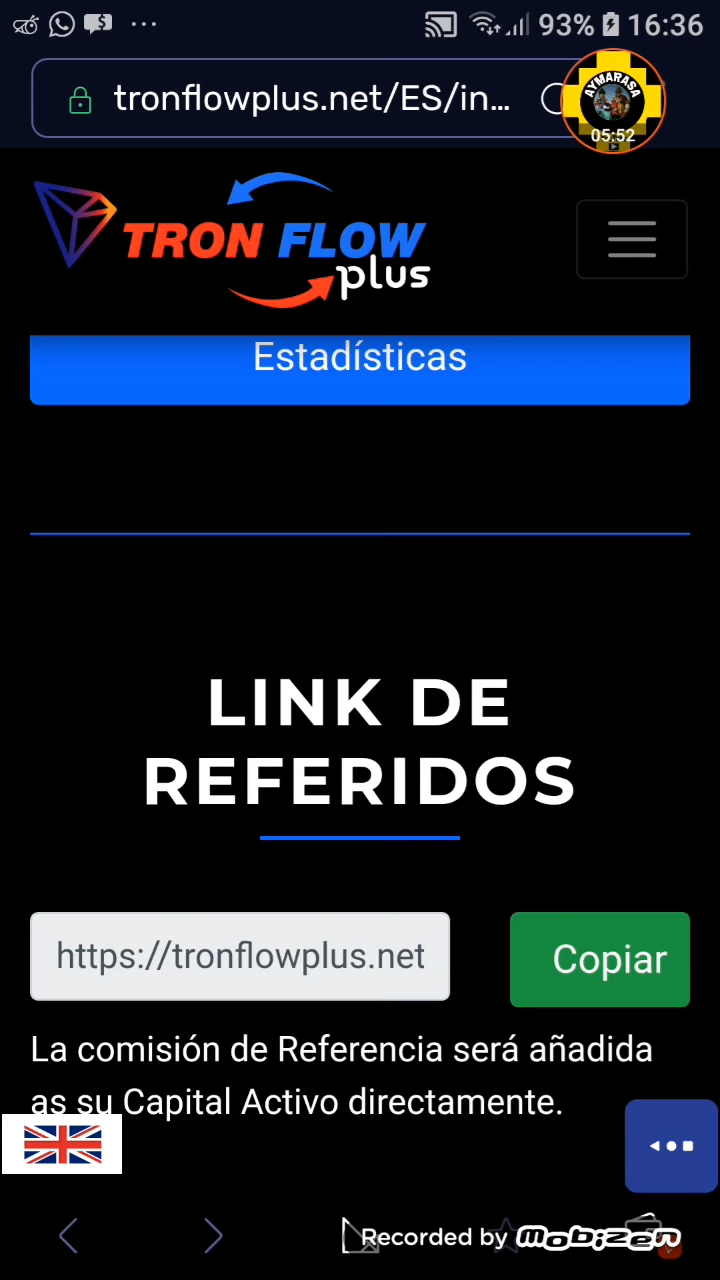 93% 16:36
tronflowplus.net/ES/in...
AYMARASA
05:52
TRON FLOW
plus
Estadísticas
LINK DE
REFERIDOS
https://tronflowplus.net
Copiar
La comisión de Referencia será añadida
as su Capital Activo directamente.
Recorded by mobizen